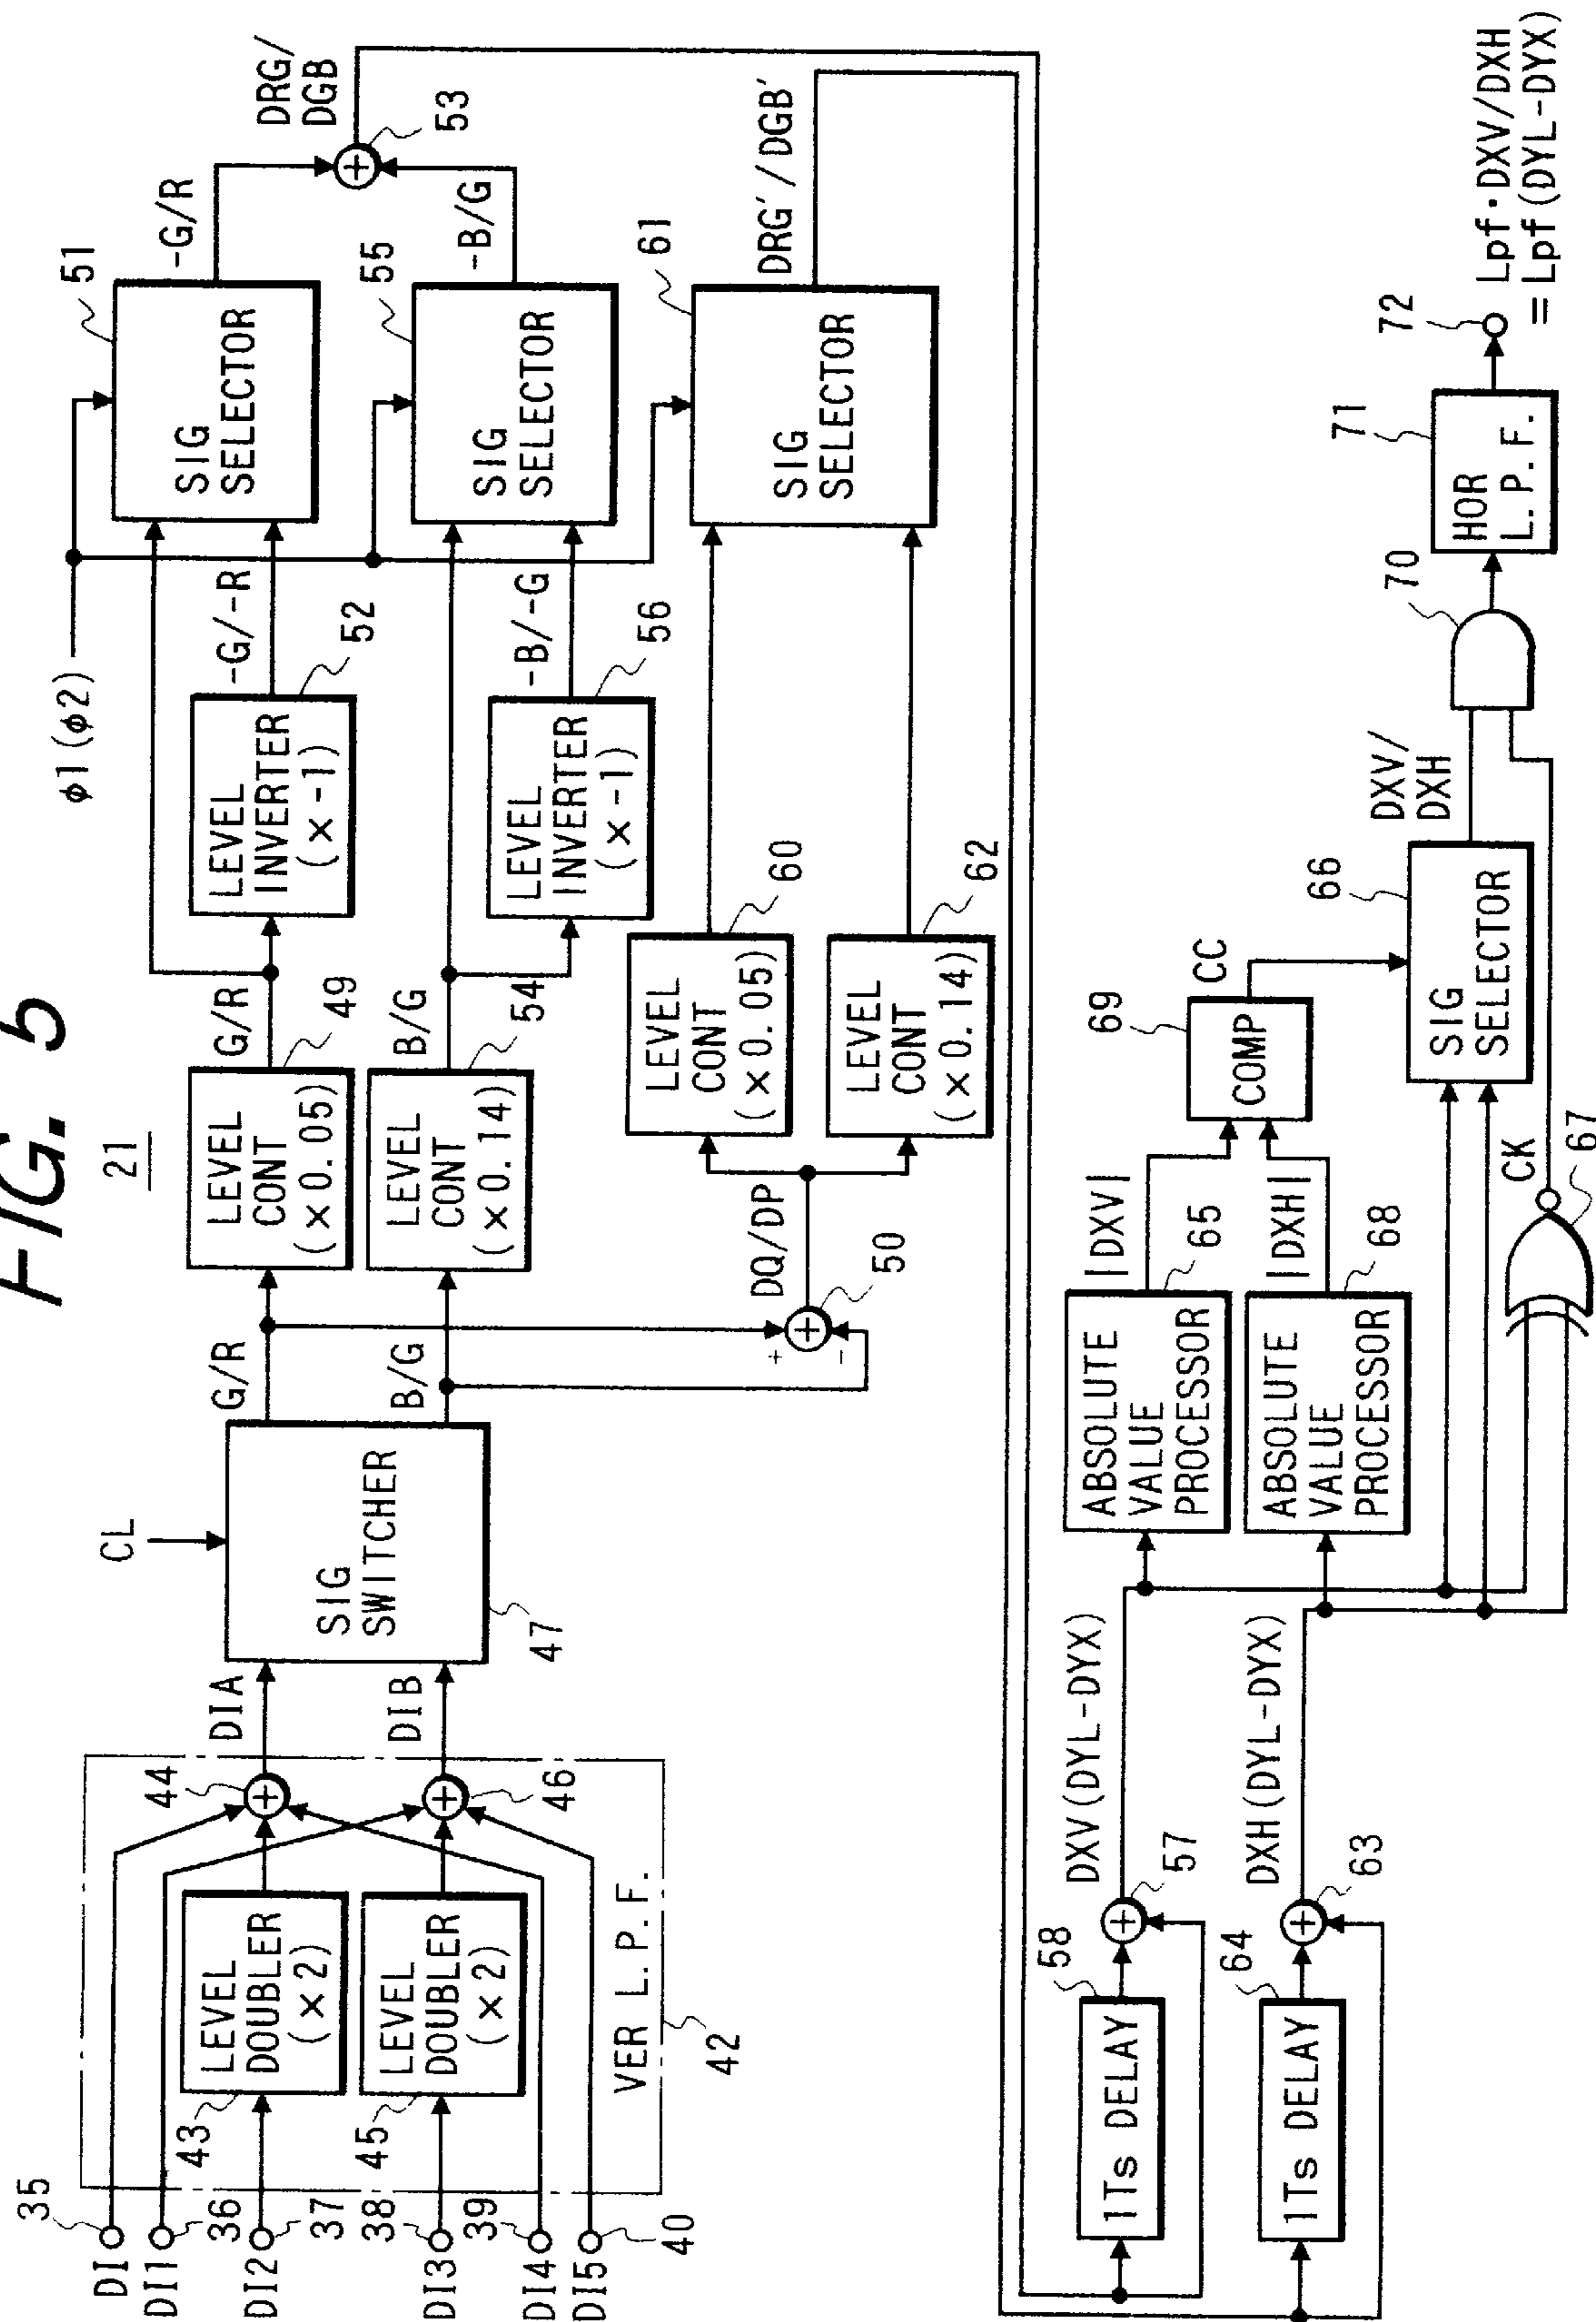 FIG. 5
21
35
DI
DI1
36
DI2
37
DI3
38
DI4
39
DI5
40
43
LEVEL
DOUBLER
(×2)
45
LEVEL
DOUBLER
(×2)
VER L. P. F.
42
44
46
DIA
DIB
CL
SIG
SWITCHER
47
G/R
B/G
LEVEL
CONT
(×0.05)
49
LEVEL
CONT
(×0.14)
54
+
-
50
DQ/DP
G/R
B/G
LEVEL
INVERTER
(×-1)
52
LEVEL
INVERTER
(×-1)
56
LEVEL
CONT
(×0.05)
60
LEVEL
CONT
(×0.14)
62
φ1(φ2)
-G/-R
-B/-G
SIG
SELECTOR
51
SIG
SELECTOR
55
SIG
SELECTOR
61
-G/R
-B/G
DRG/
DGB
53
DRG'/DGB'
1Ts DELAY
58
1Ts DELAY
64
57
63
DXV(DYL-DYX)
DXH(DYL-DYX)
ABSOLUTE
VALUE
PROCESSOR
65
ABSOLUTE
VALUE
PROCESSOR
68
|DXV|
|DXH|
COMP
69
CC
CK
67
SIG
SELECTOR
66
DXV/
DXH
70
HOR
L. P. F.
71
72
Lpf·DXV/DXH
=Lpf(DYL-DYX)